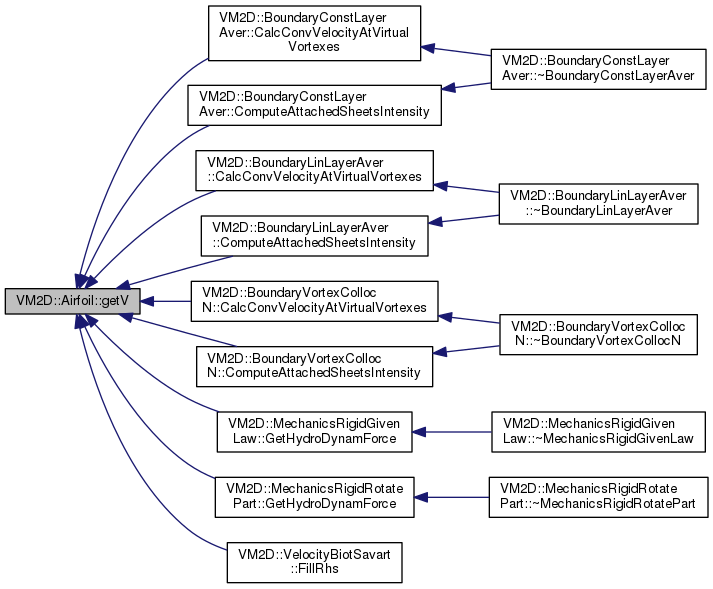 VM2D::BoundaryConstLayer
Aver::CalcConvVelocityAtVirtual
Vortexes
VM2D::BoundaryConstLayer
Aver::~BoundaryConstLayerAver
VM2D::BoundaryConstLayer
Aver::ComputeAttachedSheetsIntensity
VM2D::BoundaryLinLayerAver
::CalcConvVelocityAtVirtualVortexes
VM2D::BoundaryLinLayerAver
::~BoundaryLinLayerAver
VM2D::BoundaryLinLayerAver
::ComputeAttachedSheetsIntensity
VM2D::Airfoil::getV
VM2D::BoundaryVortexColloc
N::CalcConvVelocityAtVirtualVortexes
VM2D::BoundaryVortexColloc
N::~BoundaryVortexCollocN
VM2D::BoundaryVortexColloc
N::ComputeAttachedSheetsIntensity
VM2D::MechanicsRigidGiven
Law::GetHydroDynamForce
VM2D::MechanicsRigidGiven
Law::~MechanicsRigidGivenLaw
VM2D::MechanicsRigidRotate
Part::GetHydroDynamForce
VM2D::MechanicsRigidRotate
Part::~MechanicsRigidRotatePart
VM2D::VelocityBiotSavart
::FillRhs